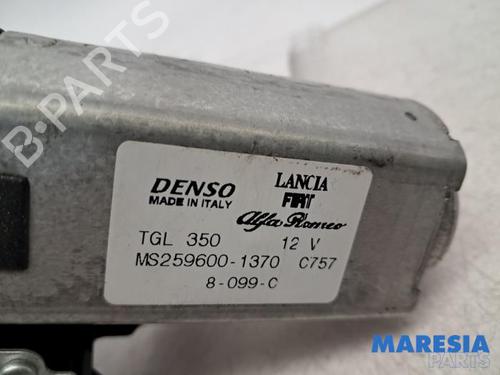 B-PARTS
DENSO
MADE IN ITALY
LANCIA
FIAT
Alfa Romeo
TGL 350 12 V
MS259600-1370 C757
8-099-C
MARESIA
PARTS